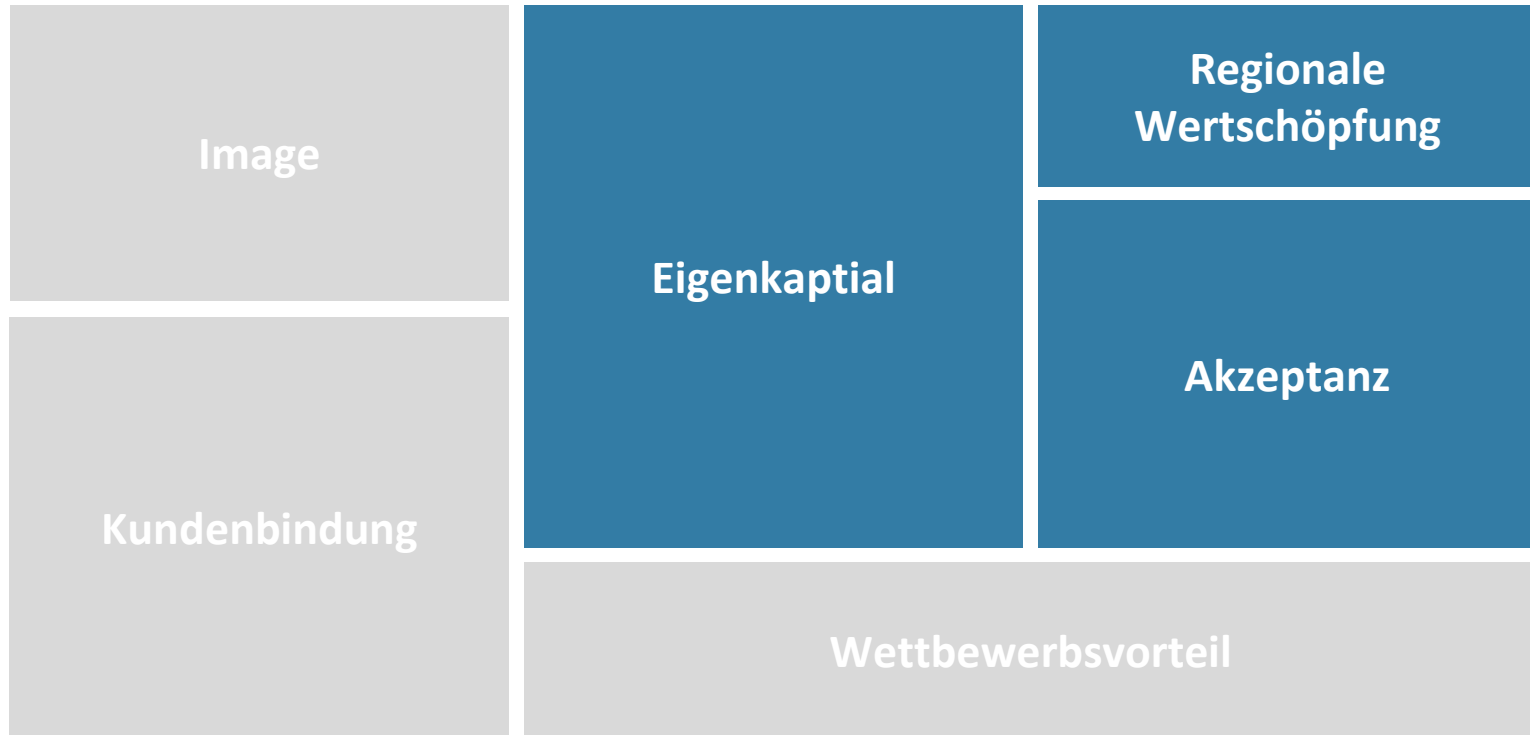 Image
Kundenbindung
Eigenkaptial
Regionale
Wertschöpfung
Akzeptanz
Wettbewerbsvorteil